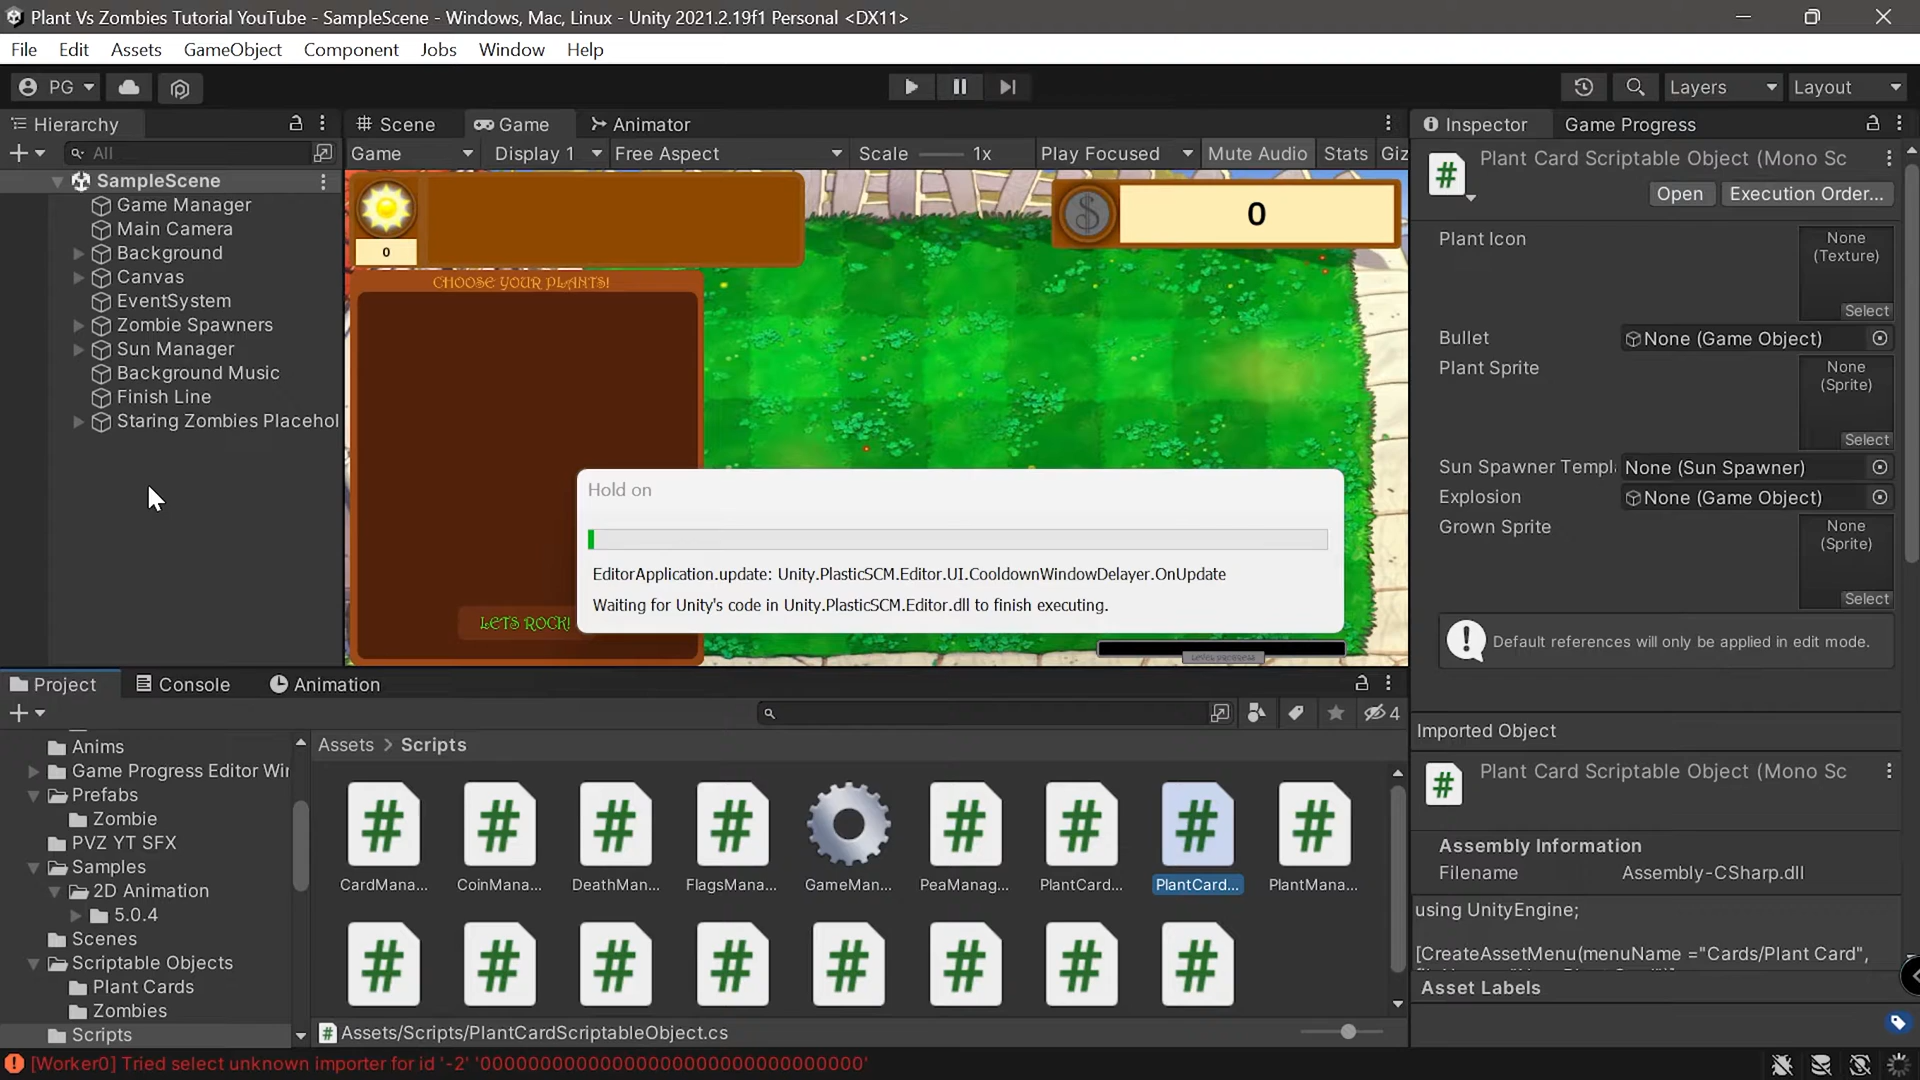 Plant Vs Zombies Tutorial YouTube - SampleScene - Windows, Mac, Linux - Unity 2021.2.19f1 Personal <DX11>
File Edit Assets GameObject Component Jobs Window Help
PG Layers Layout
Hierarchy
All
SampleScene
Game Manager
Main Camera
Background
Canvas
EventSystem
Zombie Spawners
Sun Manager
Background Music
Finish Line
Staring Zombies Placehol
Scene Game Animator
Game Display 1 Free Aspect Scale 1x Play Focused Mute Audio Stats Giz
0
0
CHOOSE YOUR PLANTS!
LETS ROCK!
Hold on
EditorApplication.update: Unity.PlasticSCM.Editor.UI.CooldownWindowDelayer.OnUpdate
Waiting for Unity's code in Unity.PlasticSCM.Editor.dll to finish executing.
LEVEL PROGRESS
Inspector Game Progress
Plant Card Scriptable Object (Mono Sc
Open Execution Order...
Plant Icon
None
(Texture)
Select
Bullet None (Game Object)
Plant Sprite
None
(Sprite)
Select
Sun Spawner Templ None (Sun Spawner)
Explosion None (Game Object)
Grown Sprite
None
(Sprite)
Select
Default references will only be applied in edit mode.
Imported Object
Plant Card Scriptable Object (Mono Sc
Assembly Information
Filename Assembly-CSharp.dll
using UnityEngine;
[CreateAssetMenu(menuName ="Cards/Plant Card",
Asset Labels
Project Console Animation
4
Anims
Game Progress Editor Wir
Prefabs
Zombie
PVZ YT SFX
Samples
2D Animation
5.0.4
Scenes
Scriptable Objects
Plant Cards
Zombies
Scripts
Assets > Scripts
CardMana... CoinMana... DeathMan... FlagsMana... GameMan... PeaManag... PlantCard... PlantCard... PlantMana...
Assets/Scripts/PlantCardScriptableObject.cs
[Worker0] Tried select unknown importer for id '-2' '00000000000000000000000000000000'